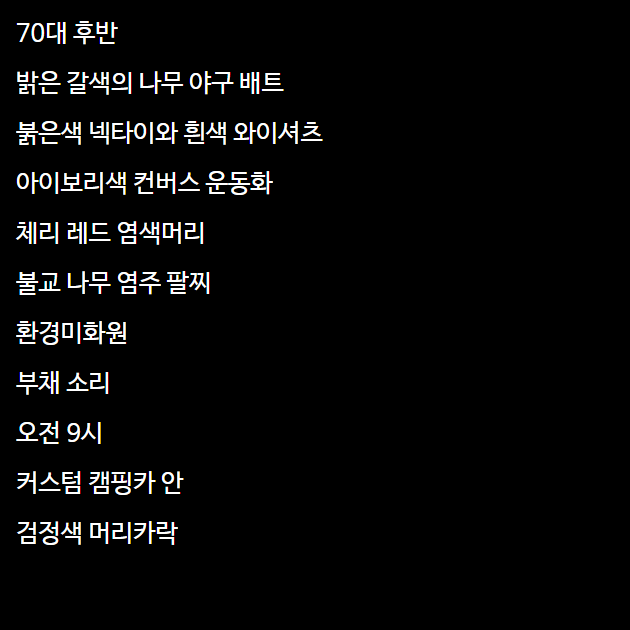 70대 후반
밝은 갈색의 나무 야구 배트
붉은색 넥타이와 흰색 와이셔츠
아이보리색 컨버스 운동화
체리 레드 염색머리
불교 나무 염주 팔찌
환경미화원
부채 소리
오전 9시
커스텀 캠핑카 안
검정색 머리카락